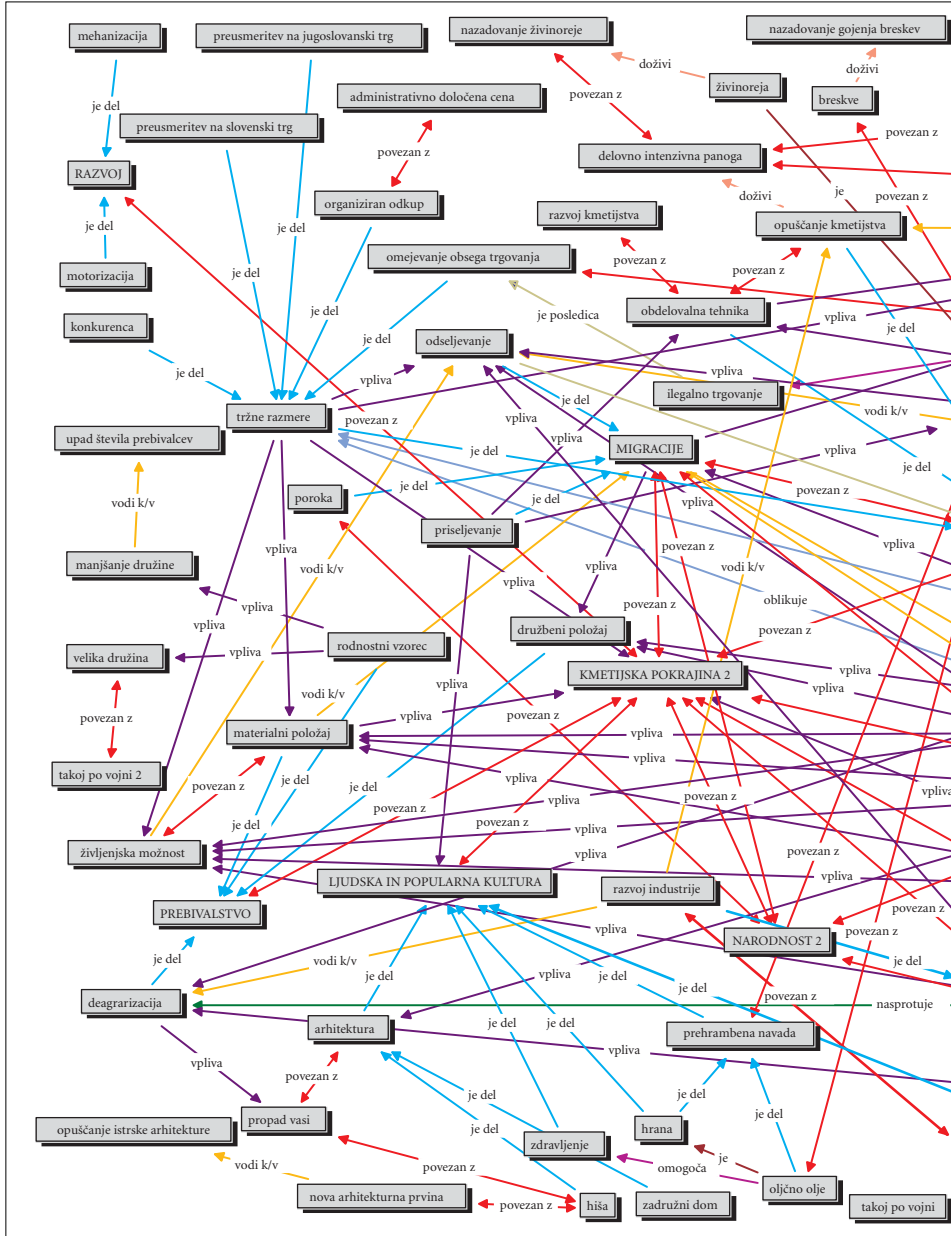 mehanizacija
preusmeritev na jugoslovanski trg
nazadovanje živinoreje
nazadovanje gojenja breskev
doživi
doživi
je del
administrativno določena cena
povezan z
živinoreja
breskve
preusmeritev na slovenski trg
povezan z
povezan z
delovno intenzivna panoga
RAZVOJ
povezan z
je
doživi
organiziran odkup
razvoj kmetijstva
opuščanje kmetijstva
je del
omejevanje obsega trgovanja
povezan z
motorizacija
je del
je del
povezan z
je del
obdelovalna tehnika
konkurenca
je posledica
vpliva
je del
odseljevanje
je del
vpliva
vpliva
ilegalno trgovanje
tržne razmere
povezan z
vpliva
je del
vodi k/v
upad števila prebivalcev
vpliva
MIGRACIJE
je del
vpliva
je del
povezan z
vodi k/v
poroka
je del
vpliva
je del
priseljevanje
povezan z
vpliva
manjšanje družine
vodi k/v
vpliva
vodi k/v
vpliva
vpliva
oblikuje
vpliva
družbeni položaj
povezan z
povezan z
rodnostni vzorec
velika družina
vpliva
vpliva
KMETIJSKA POKRAJINA 2
vpliva
vodi k/v
povezan z
povezan z
vpliva
materialni položaj
vpliva
takoj po vojni 2
je del
povezan z
vpliva
povezan z
vpliva
vpliva
povezan z
je del
vpliva
povezan z
življenjska možnost
vpliva
povezan z
LJUDSKA IN POPULARNA KULTURA
razvoj industrije
PREBIVALSTVO
vpliva
povezan z
NARODNOST 2
je del
vodi k/v
je del
vpliva
je del
je del
povezan z
deagrarizacija
nasprotuje
arhitektura
je del
je del
prehrambena navada
vpliva
vpliva
povezan z
je del
je del
propad vasi
opuščanje istrske arhitekture
je del
zdravljenje
hrana
vodi k/v
povezan z
omogoča
je
nova arhitekturna prvina
povezan z
hiša
je del
zadružni dom
oljčno olje
takoj po vojni